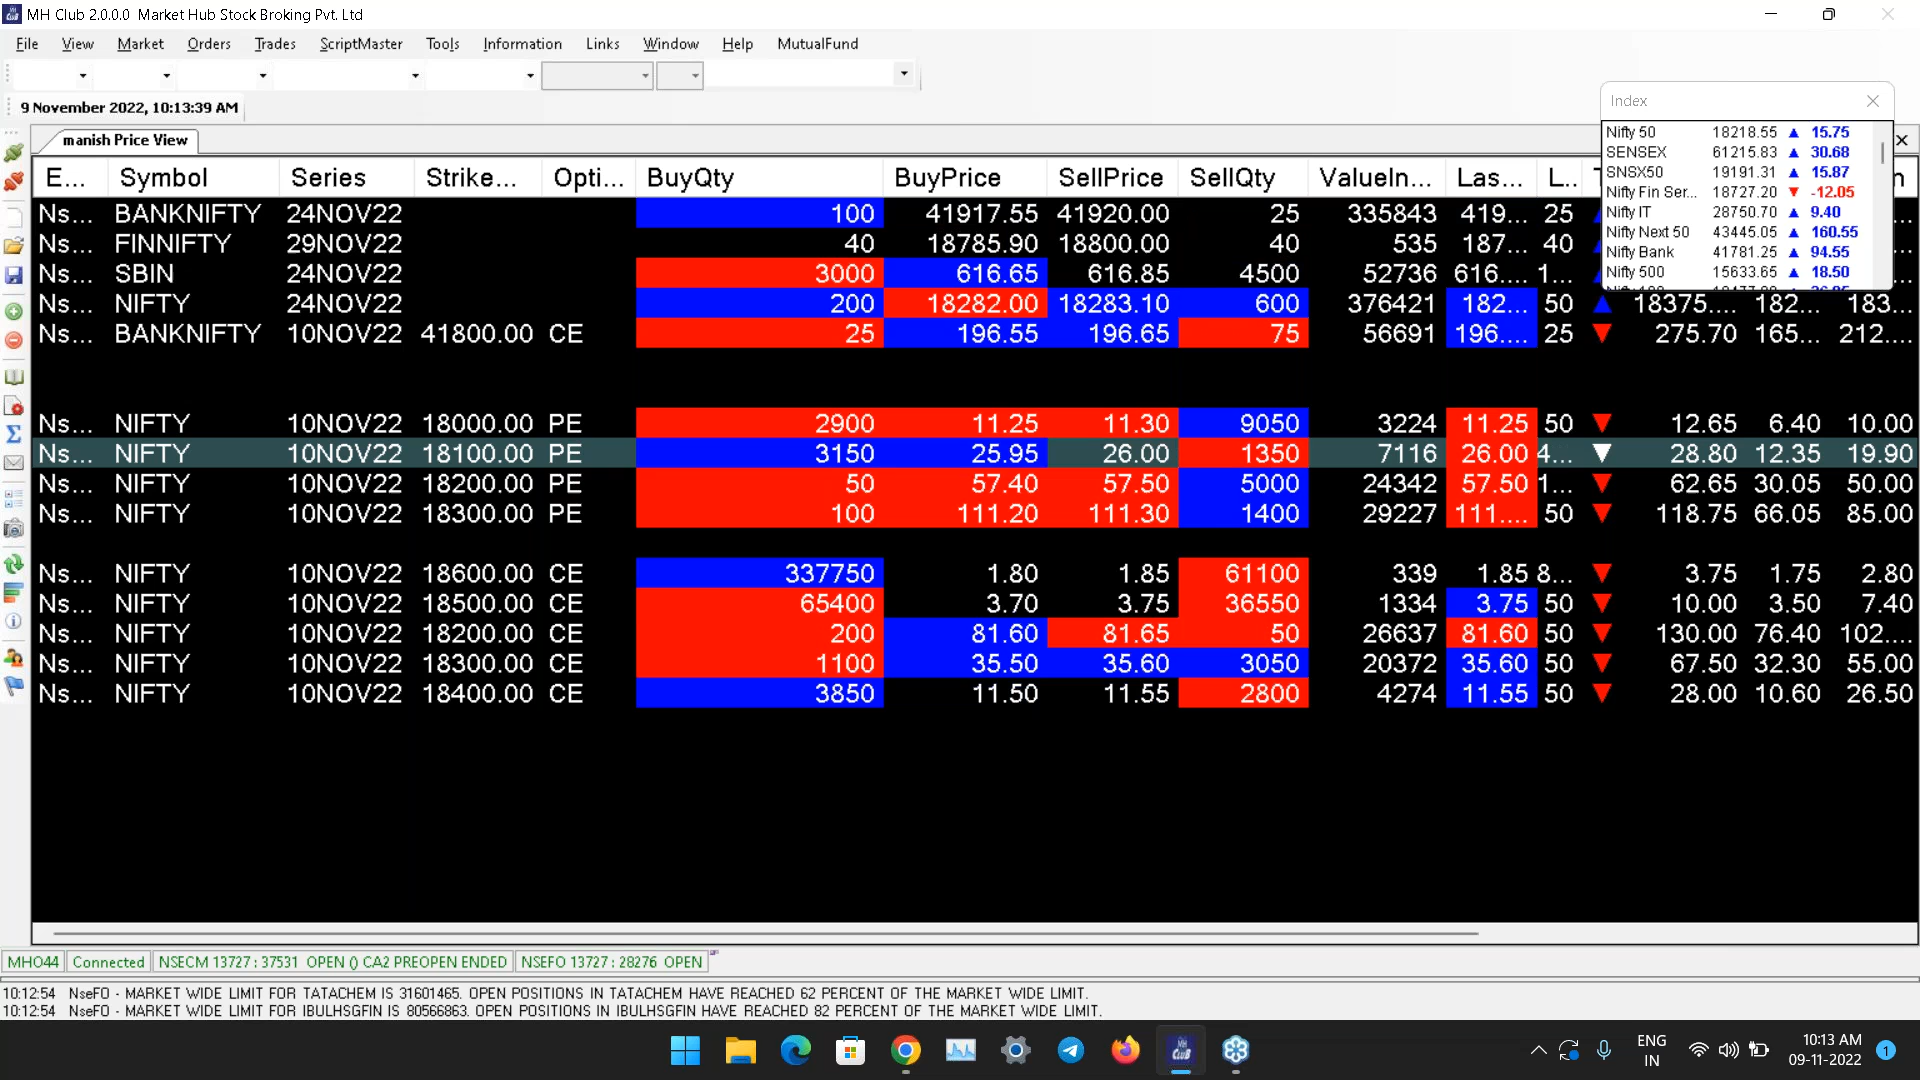 MH Club 2.0.0.0 Market Hub Stock Broking Pvt. Ltd
File View Market Orders Trades ScriptMaster Tools Information Links Window Help MutualFund
9 November 2022, 10:13:39 AM
manish Price View
Index
Nifty 50 18218.55 ▲ 15.75
SENSEX 61215.83 ▲ 30.68
SNSX50 19191.31 ▲ 15.87
Nifty Fin Ser... 18727.20 ▼ -12.05
Nifty IT 28750.70 ▲ 9.40
Nifty Next 50 43445.05 ▲ 160.55
Nifty Bank 41781.25 ▲ 94.55
Nifty 500 15633.65 ▲ 18.50
E... Symbol Series Strike... Opti... BuyQty BuyPrice SellPrice SellQty ValueIn... Las... L..
Ns... BANKNIFTY 24NOV22 100 41917.55 41920.00 25 335843 419... 25
Ns... FINNIFTY 29NOV22 40 18785.90 18800.00 40 535 187... 40
Ns... SBIN 24NOV22 3000 616.65 616.85 4500 52736 616.... 1...
Ns... NIFTY 24NOV22 200 18282.00 18283.10 600 376421 182... 50 ▲ 18375.... 182... 183...
Ns... BANKNIFTY 10NOV22 41800.00 CE 25 196.55 196.65 75 56691 196.... 25 ▼ 275.70 165... 212....
Ns... NIFTY 10NOV22 18000.00 PE 2900 11.25 11.30 9050 3224 11.25 50 ▼ 12.65 6.40 10.00
Ns... NIFTY 10NOV22 18100.00 PE 3150 25.95 26.00 1350 7116 26.00 4... ▼ 28.80 12.35 19.90
Ns... NIFTY 10NOV22 18200.00 PE 50 57.40 57.50 5000 24342 57.50 1... ▼ 62.65 30.05 50.00
Ns... NIFTY 10NOV22 18300.00 PE 100 111.20 111.30 1400 29227 111.... 50 ▼ 118.75 66.05 85.00
Ns... NIFTY 10NOV22 18600.00 CE 337750 1.80 1.85 61100 339 1.85 8... ▼ 3.75 1.75 2.80
Ns... NIFTY 10NOV22 18500.00 CE 65400 3.70 3.75 36550 1334 3.75 50 ▼ 10.00 3.50 7.40
Ns... NIFTY 10NOV22 18200.00 CE 200 81.60 81.65 50 26637 81.60 50 ▼ 130.00 76.40 102....
Ns... NIFTY 10NOV22 18300.00 CE 1100 35.50 35.60 3050 20372 35.60 50 ▼ 67.50 32.30 55.00
Ns... NIFTY 10NOV22 18400.00 CE 3850 11.50 11.55 2800 4274 11.55 50 ▼ 28.00 10.60 26.50
MH044 Connected NSECM 13727 : 37531 OPEN () CA2 PREOPEN ENDED NSEFO 13727 : 28276 OPEN
10:12:54 NseFO - MARKET WIDE LIMIT FOR TATACHEM IS 31601465. OPEN POSITIONS IN TATACHEM HAVE REACHED 62 PERCENT OF THE MARKET WIDE LIMIT.
10:12:54 NseFO - MARKET WIDE LIMIT FOR IBULHSGFIN IS 80566863. OPEN POSITIONS IN IBULHSGFIN HAVE REACHED 82 PERCENT OF THE MARKET WIDE LIMIT.
MH CLUB
ENG
IN
10:13 AM
09-11-2022
1